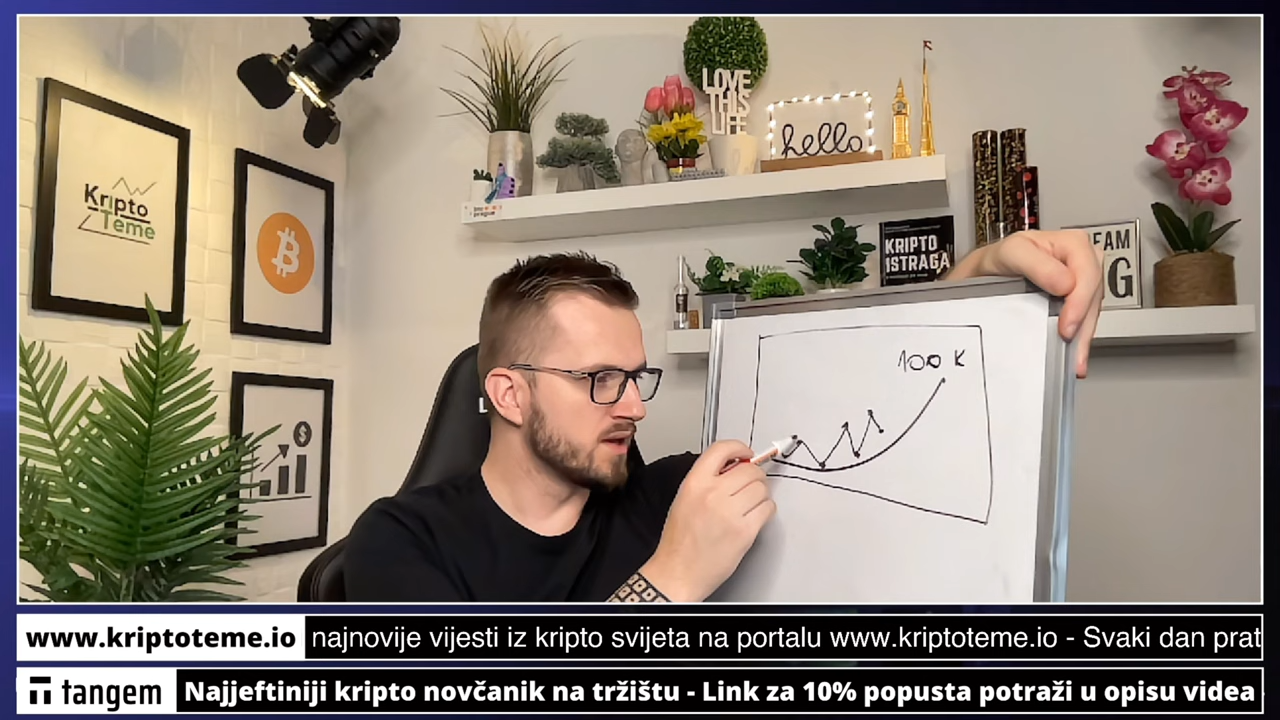 LOVE
THIS
LIFE
hello
Kripto
Teme
KRIPTO
ISTRAGA
EAM
G
100 K
L
www.kriptoteme.io
najnovije vijesti iz kripto svijeta na portalu www.kriptoteme.io - Svaki dan prat
tangem
Najjeftiniji kripto novčanik na tržištu - Link za 10% popusta potraži u opisu videa